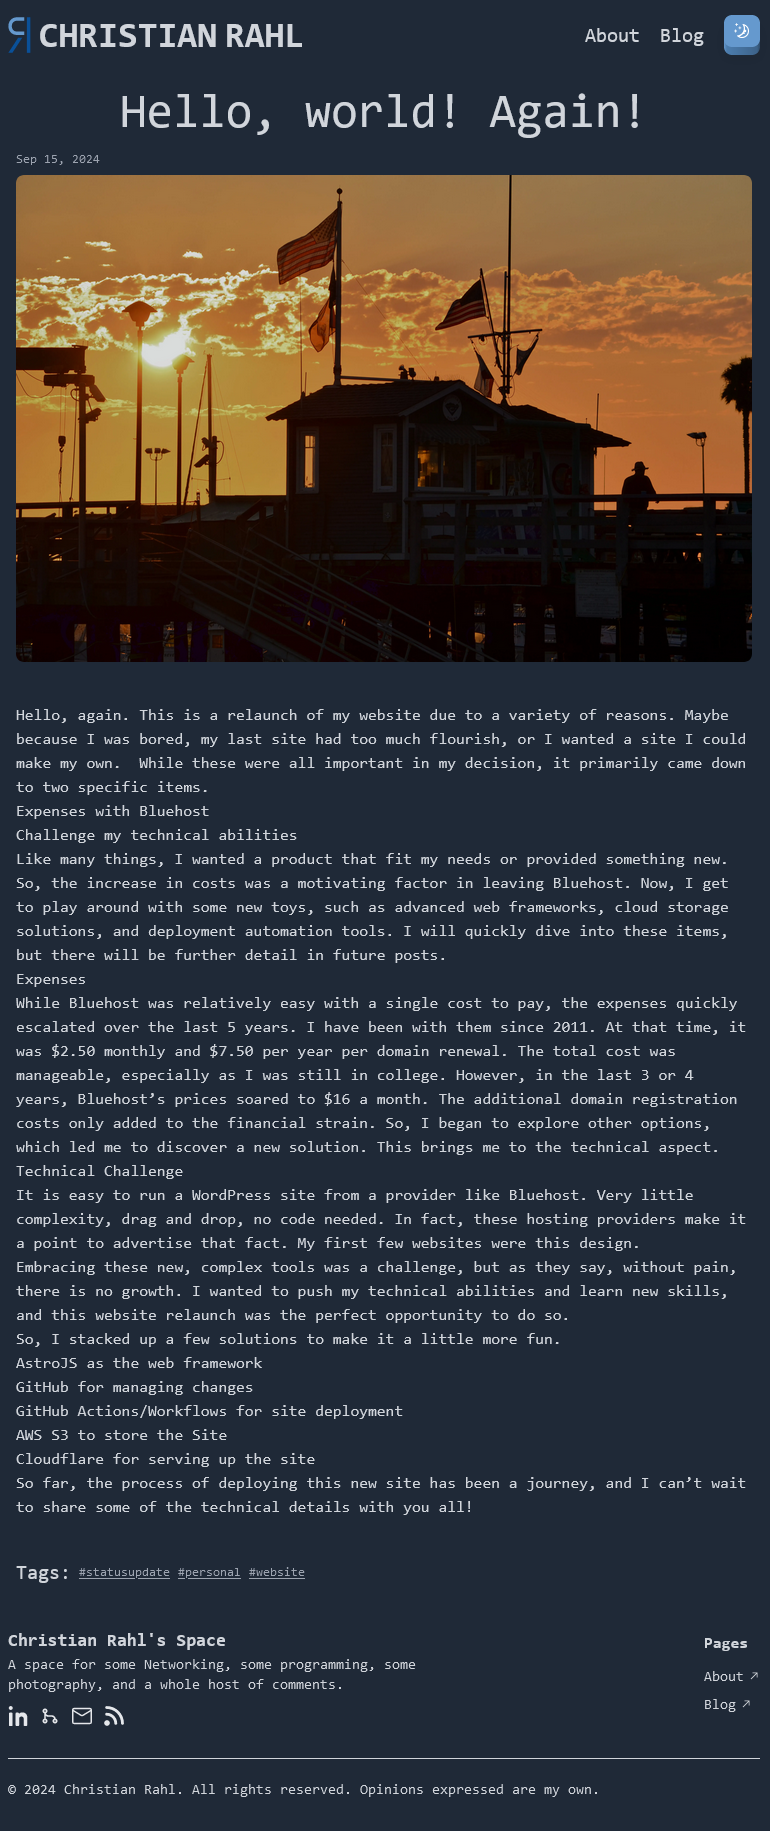 CHRISTIAN RAHL
About Blog
Hello, world! Again!
Sep 15, 2024
Hello, again. This is a relaunch of my website due to a variety of reasons. Maybe
because I was bored, my last site had too much flourish, or I wanted a site I could
make my own.  While these were all important in my decision, it primarily came down
to two specific items.
Expenses with Bluehost
Challenge my technical abilities
Like many things, I wanted a product that fit my needs or provided something new.
So, the increase in costs was a motivating factor in leaving Bluehost. Now, I get
to play around with some new toys, such as advanced web frameworks, cloud storage
solutions, and deployment automation tools. I will quickly dive into these items,
but there will be further detail in future posts.
Expenses
While Bluehost was relatively easy with a single cost to pay, the expenses quickly
escalated over the last 5 years. I have been with them since 2011. At that time, it
was $2.50 monthly and $7.50 per year per domain renewal. The total cost was
manageable, especially as I was still in college. However, in the last 3 or 4
years, Bluehost’s prices soared to $16 a month. The additional domain registration
costs only added to the financial strain. So, I began to explore other options,
which led me to discover a new solution. This brings me to the technical aspect.
Technical Challenge
It is easy to run a WordPress site from a provider like Bluehost. Very little
complexity, drag and drop, no code needed. In fact, these hosting providers make it
a point to advertise that fact. My first few websites were this design.
Embracing these new, complex tools was a challenge, but as they say, without pain,
there is no growth. I wanted to push my technical abilities and learn new skills,
and this website relaunch was the perfect opportunity to do so.
So, I stacked up a few solutions to make it a little more fun.
AstroJS as the web framework
GitHub for managing changes
GitHub Actions/Workflows for site deployment
AWS S3 to store the Site
Cloudflare for serving up the site
So far, the process of deploying this new site has been a journey, and I can’t wait
to share some of the technical details with you all!
Tags: #statusupdate #personal #website
Christian Rahl's Space
A space for some Networking, some programming, some
photography, and a whole host of comments.
Pages
About ↗
Blog ↗
© 2024 Christian Rahl. All rights reserved. Opinions expressed are my own.